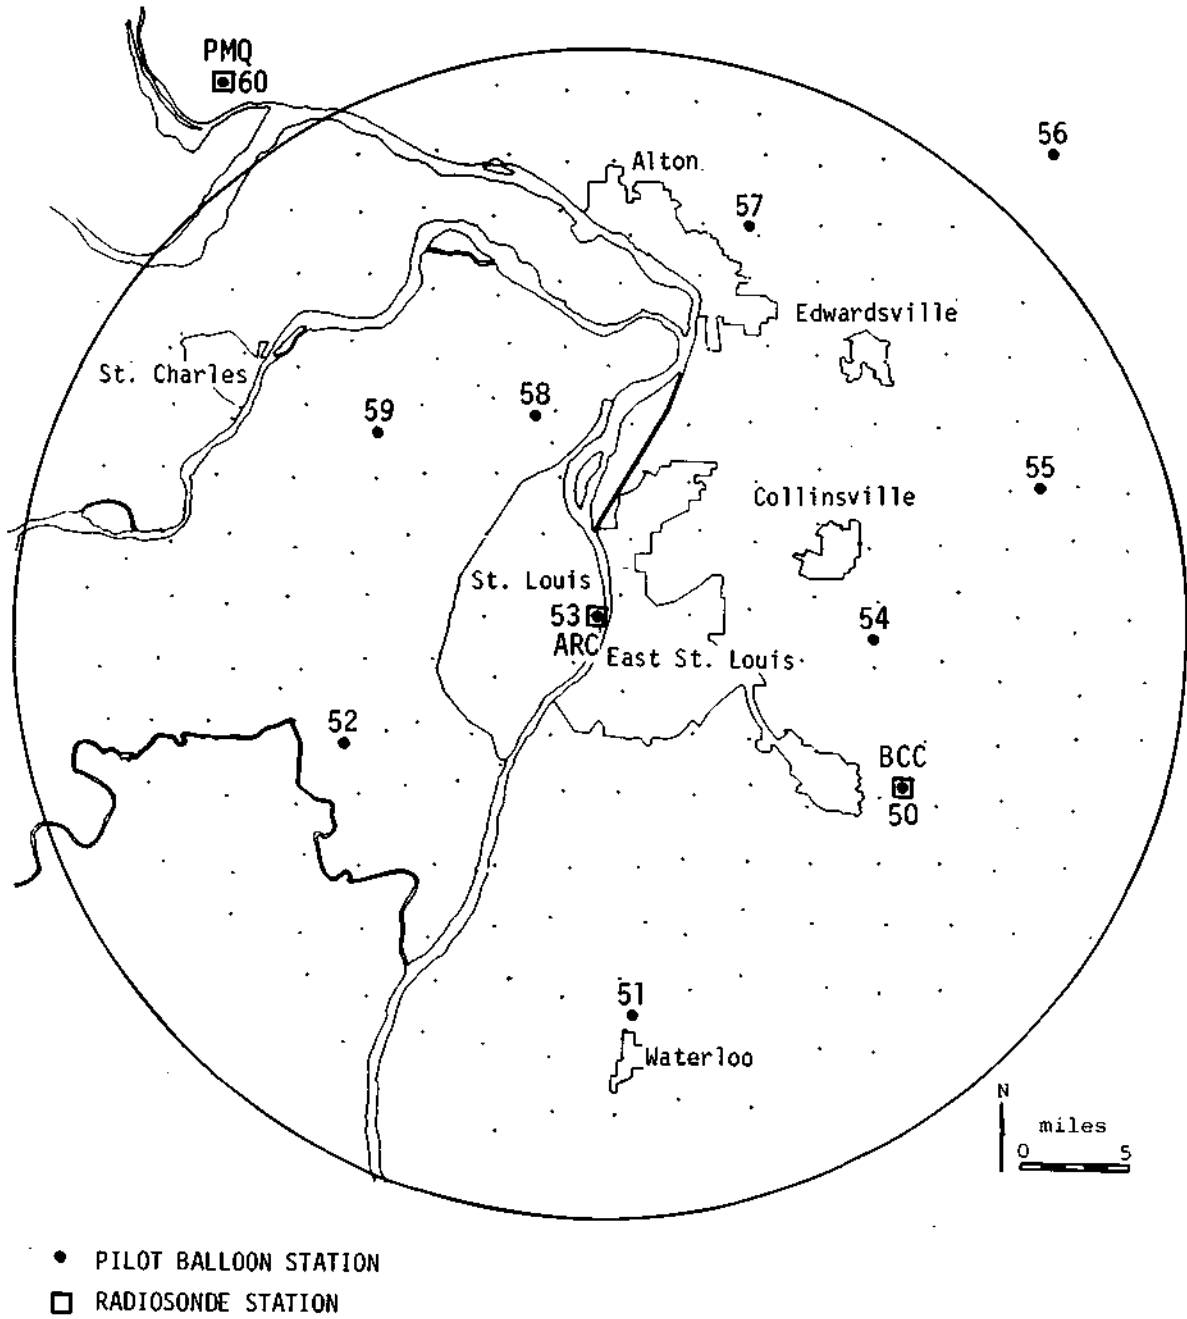 PMQ
60
56
Alton
57
Edwardsville
St. Charles
58
59
55
Collinsville
St. Louis
53
ARC
54
East St. Louis
52
BCC
50
51
Waterloo
N
miles
0 5
PILOT BALLOON STATION
RADIOSONDE STATION